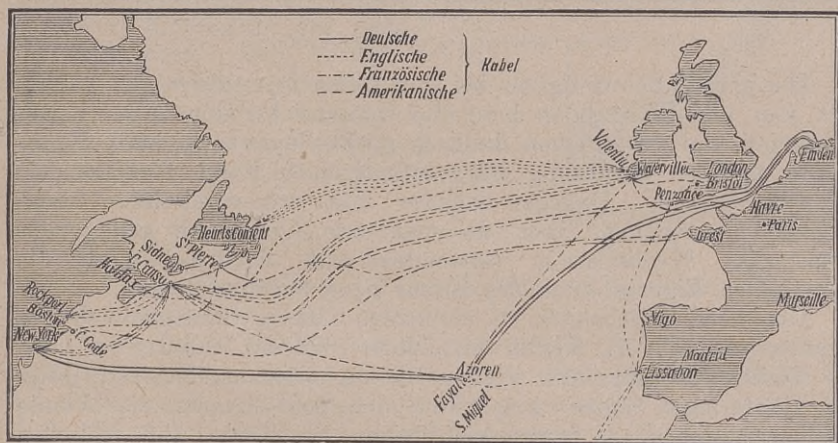 Deutsche
Englische
Französische
Amerikanische
Kabel
Valentia
Waterville
London
Bristol
Penzance
Emden
Havre
Paris
Brest
Heurts Content
St Pierre
Sidney
C. Canso
Halifax
Rockport
Boston
C. Code
New York
Vigo
Marseille
Madrid
Lissabon
Azoren
Fayal
S. Miguel